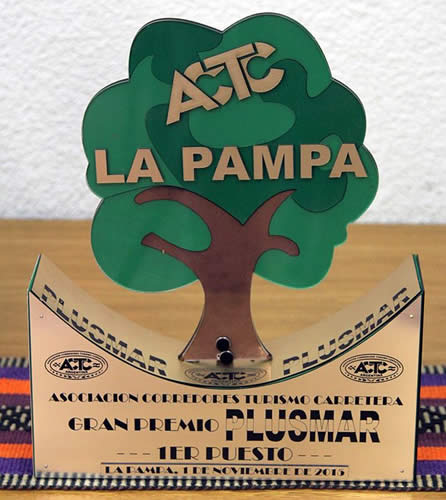 ACTC
LA PAMPA
PLUSMAR PLUSMAR
ACTC ACTC ACTC
ARGENTINA
ASOCIACION CORREDORES TURISMO CARRETERA
GRAN PREMIO PLUSMAR
--- 1ER PUESTO ---
LA PAMPA, 1 DE NOVIEMBRE DE 2015